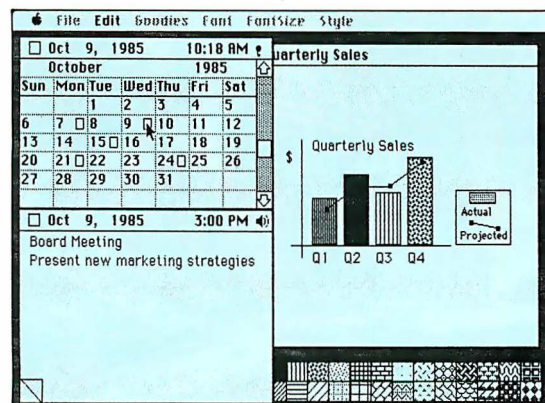 File Edit Goodies Font FontSize Style
Oct 9, 1985 10:18 AM
October 1985
Sun Mon Tue Wed Thu Fri Sat
1 2 3 4 5
6 7 8 9 10 11 12
13 14 15 16 17 18 19
20 21 22 23 24 25 26
27 28 29 30 31
Oct 9, 1985 3:00 PM
Board Meeting
Present new marketing strategies
uarterly Sales
Quarterly Sales
$
Q1 Q2 Q3 Q4
Actual
Projected